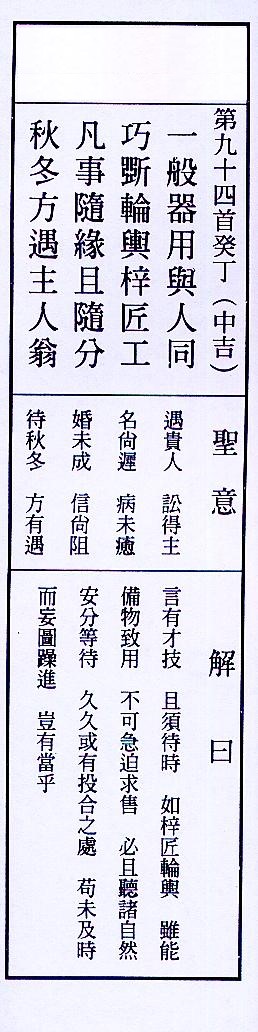 第九十四首癸丁（中吉）
一般器用與人同
巧斲輪輿梓匠工
凡事隨緣且隨分
秋冬方遇主人翁
聖意
遇貴人　訟得主
名尙遲　病未癒
婚未成　信尙阻
待秋冬　方有遇
解曰
言有才技　且須待時　如梓匠輪輿　雖能
備物致用　不可急迫求售　必且聽諸自然
安分等待　久久或有投合之處　苟未及時
而妄圖躁進　豈有當乎